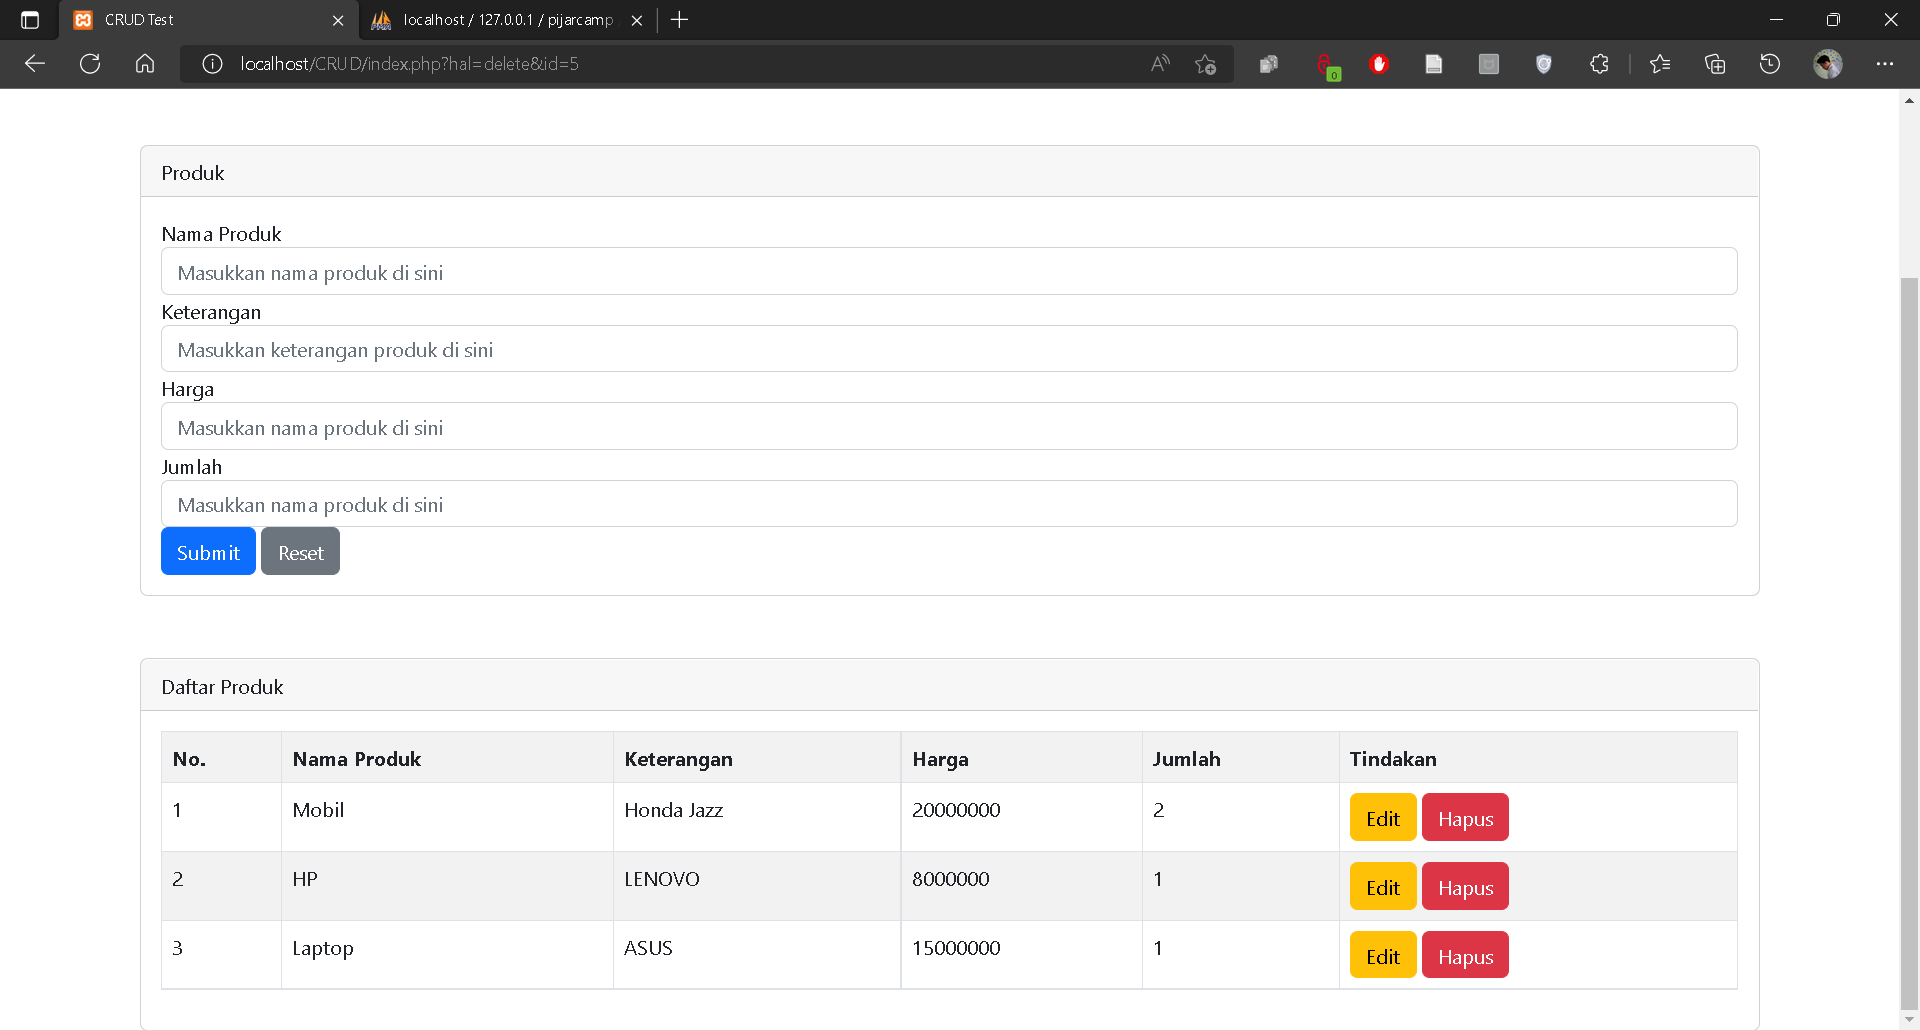 CRUD Test
localhost / 127.0.0.1 / pijarcamp
localhost/CRUD/index.php?hal=delete&id=5
0
Produk
Nama Produk
Masukkan nama produk di sini
Keterangan
Masukkan keterangan produk di sini
Harga
Masukkan nama produk di sini
Jumlah
Masukkan nama produk di sini
Submit Reset
Daftar Produk
No. Nama Produk Keterangan Harga Jumlah Tindakan
1 Mobil Honda Jazz 20000000 2 Edit Hapus
2 HP LENOVO 8000000 1 Edit Hapus
3 Laptop ASUS 15000000 1 Edit Hapus